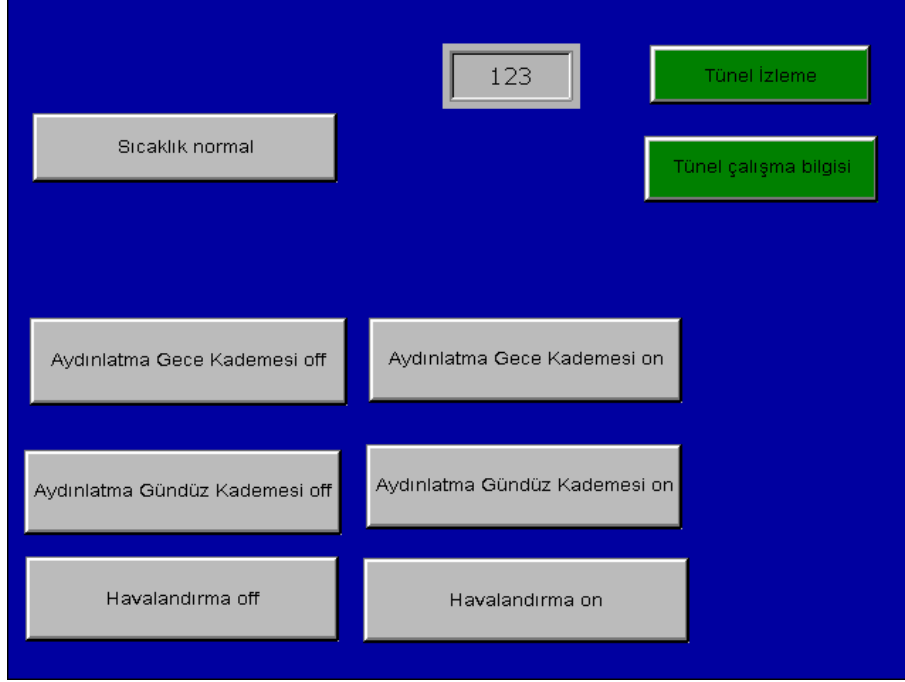 123
Tünel İzleme
Sıcaklık normal
Tünel çalışma bilgisi
Aydınlatma Gece Kademesi off
Aydınlatma Gece Kademesi on
Aydınlatma Gündüz Kademesi off
Aydınlatma Gündüz Kademesi on
Havalandırma off
Havalandırma on